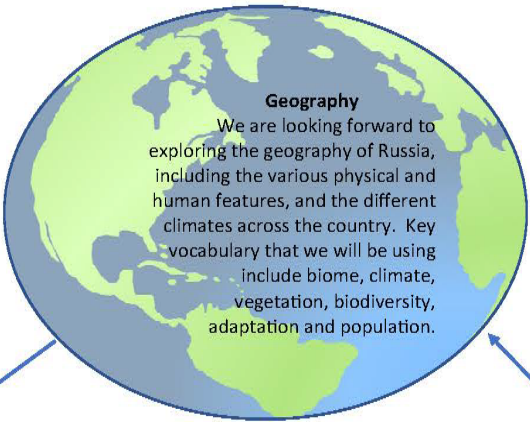 Geography
We are looking forward to
exploring the geography of Russia,
including the various physical and
human features, and the different
climates across the country.  Key
vocabulary that we will be using
include biome, climate,
vegetation, biodiversity,
adaptation and population.